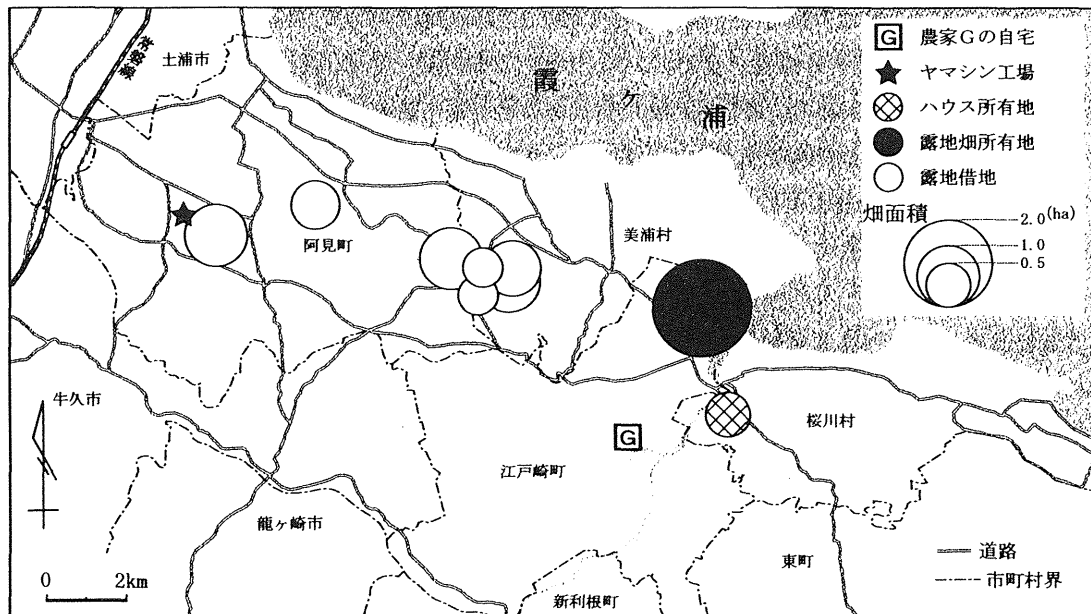 常磐線
土浦市
霞ヶ浦
阿見町
美浦村
牛久市
江戸崎町
桜川村
龍ヶ崎市
東町
新利根町
G
G 農家Gの自宅
ヤマシン工場
ハウス所有地
露地畑所有地
露地借地
畑面積
2.0(ha)
1.0
0.5
0 2km
道路
市町村界